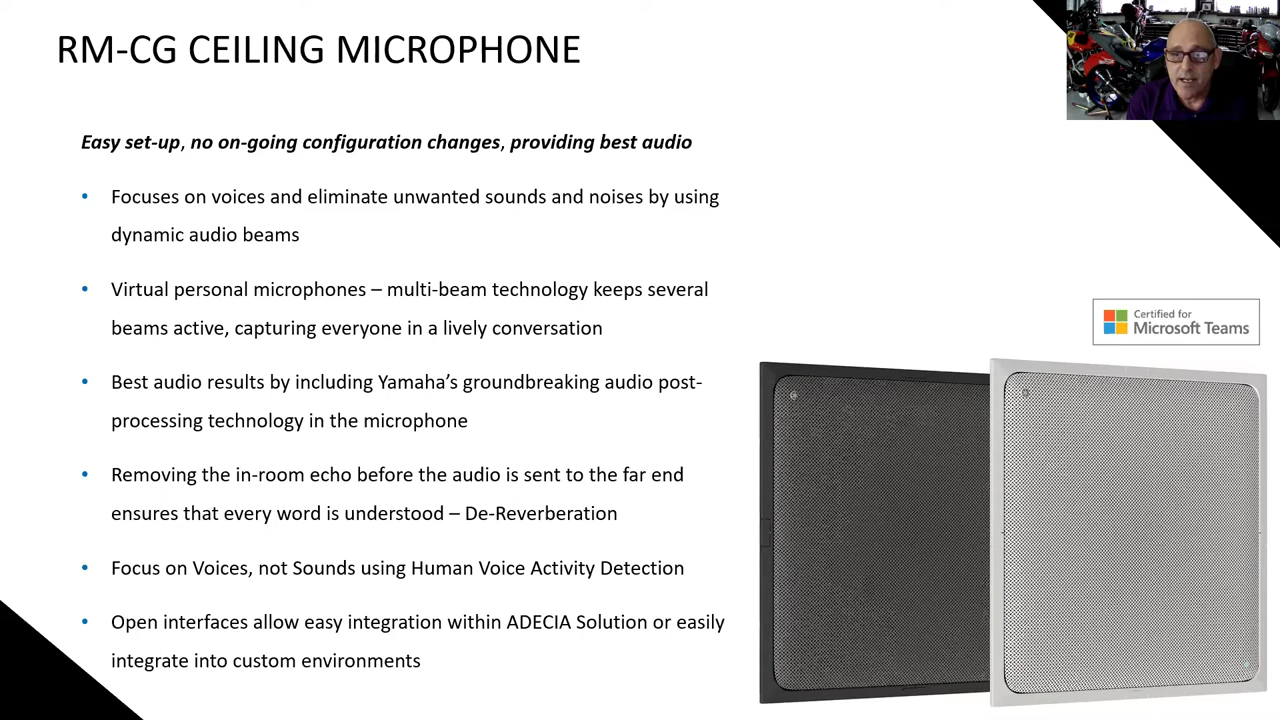 RM-CG CEILING MICROPHONE
Easy set-up, no on-going configuration changes, providing best audio
• Focuses on voices and eliminate unwanted sounds and noises by using
dynamic audio beams
• Virtual personal microphones – multi-beam technology keeps several
beams active, capturing everyone in a lively conversation
• Best audio results by including Yamaha's groundbreaking audio post-
processing technology in the microphone
• Removing the in-room echo before the audio is sent to the far end
ensures that every word is understood – De-Reverberation
• Focus on Voices, not Sounds using Human Voice Activity Detection
• Open interfaces allow easy integration within ADECIA Solution or easily
integrate into custom environments
Certified for
Microsoft Teams